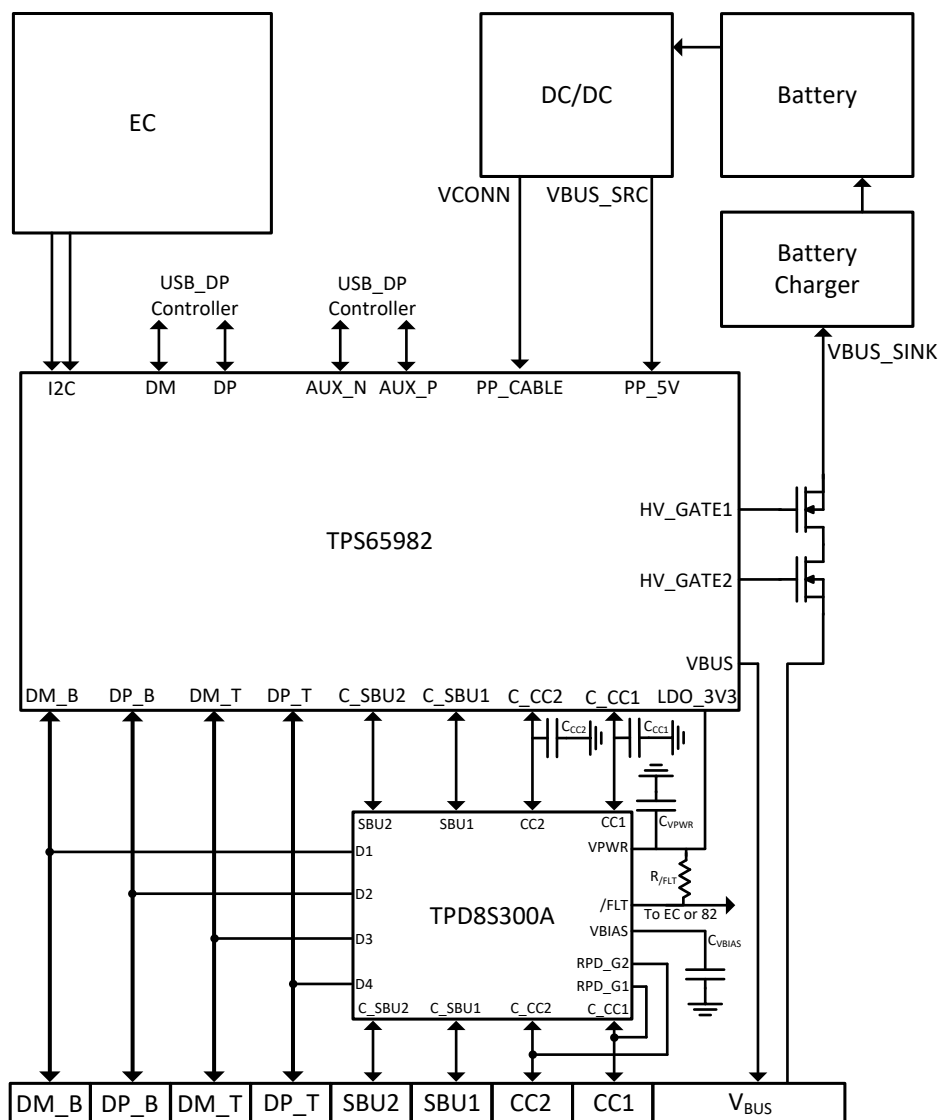 EC
DC/DC
Battery
VCONN
VBUS_SRC
Battery
Charger
USB_DP
Controller
USB_DP
Controller
VBUS_SINK
I2C
DM
DP
AUX_N
AUX_P
PP_CABLE
PP_5V
HV_GATE1
TPS65982
HV_GATE2
VBUS
DM_B
DP_B
DM_T
DP_T
C_SBU2
C_SBU1
C_CC2
C_CC1
LDO_3V3
CCC2
CCC1
SBU2
SBU1
CC2
CC1
CVPWR
D1
VPWR
R/FLT
D2
/FLT
To EC or 82
TPD8S300A
VBIAS
CVBIAS
D3
RPD_G2
D4
RPD_G1
C_SBU2
C_SBU1
C_CC2
C_CC1
DM_B
DP_B
DM_T
DP_T
SBU2
SBU1
CC2
CC1
VBUS